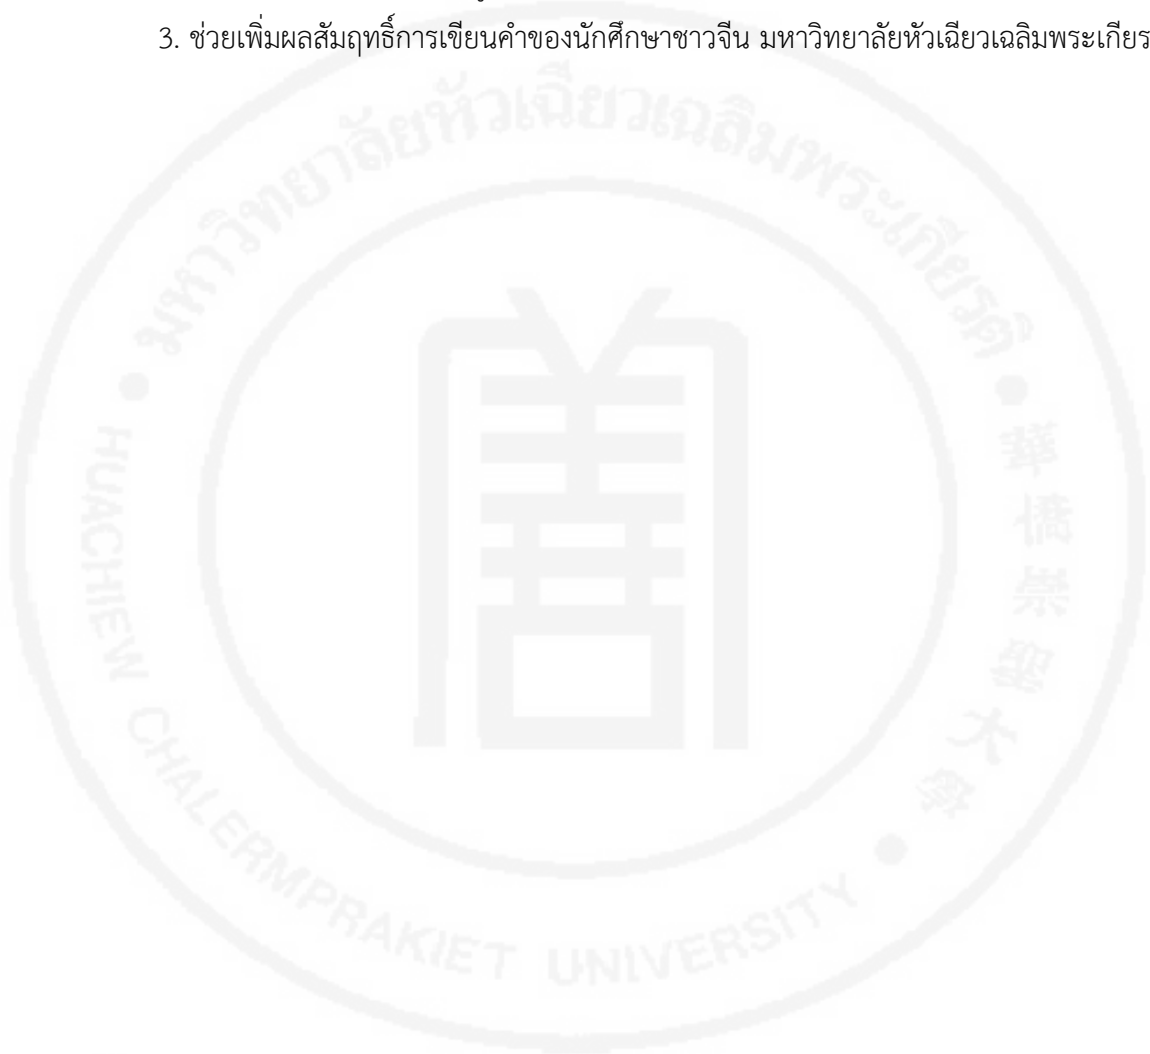 3. ช่วยเพิ่มผลสัมฤทธิ์การเขียนคำของนักศึกษาชาวจีน มหาวิทยาลัยหัวเฉียวเฉลิมพระเกียร
มหาวิทยาลัยหัวเฉียวเฉลิมพระเกียรติ
華僑崇聖大學
HUACHIEW CHALERMPRAKIET UNIVERSITY